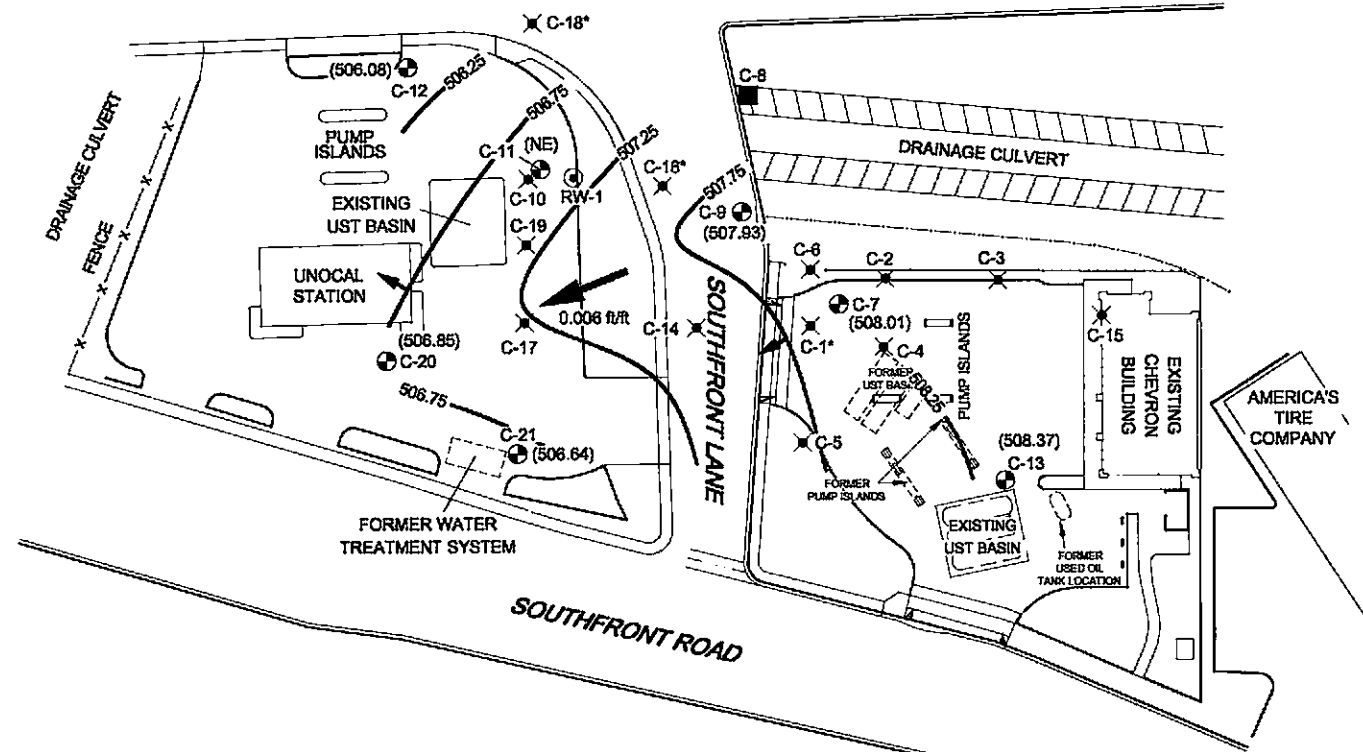 C-18*
(506.08)
C-12
506.25
506.75
507.25
C-8
DRAINAGE CULVERT
DRAINAGE CULVERT
PUMP
ISLANDS
C-11
(NE)
C-10
RW-1
C-18*
507.75
C-9
(507.93)
EXISTING
UST BASIN
C-19
FENCE
X
X
X
X
UNOCAL
STATION
0.006 ft/ft
C-17
C-14
SOUTHFRONT LANE
C-6
C-2
C-3
C-7
(508.01)
C-1*
C-4
PUMP ISLANDS
C-15
EXISTING
CHEVRON
BUILDING
FORMER
UST BASIN
508.25
AMERICA'S
TIRE
COMPANY
(506.85)
C-20
506.75
C-21
(506.64)
C-5
(508.37)
C-13
FORMER
PUMP ISLANDS
EXISTING
UST BASIN
FORMER
USED OIL
TANK LOCATION
FORMER WATER
TREATMENT SYSTEM
SOUTHFRONT ROAD